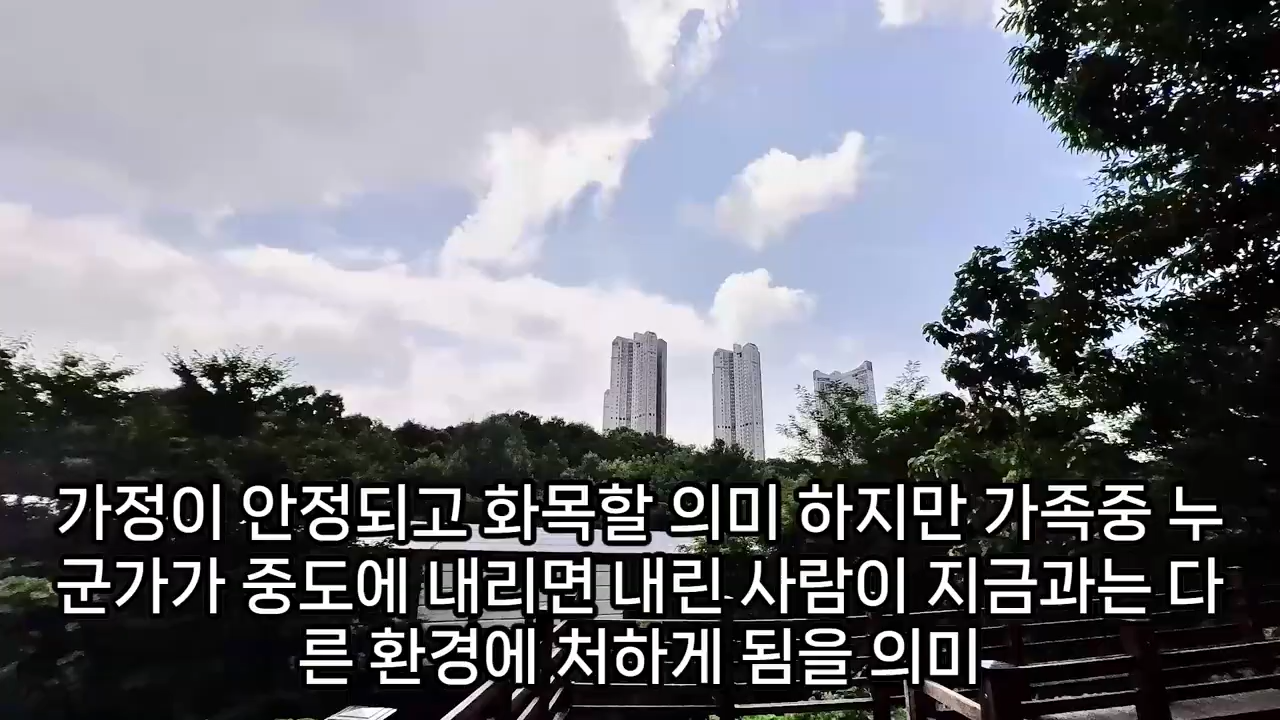 가정이 안정되고 화목할 의미 하지만 가족중 누
군가가 중도에 내리면 내린 사람이 지금과는 다
른 환경에 처하게 됨을 의미